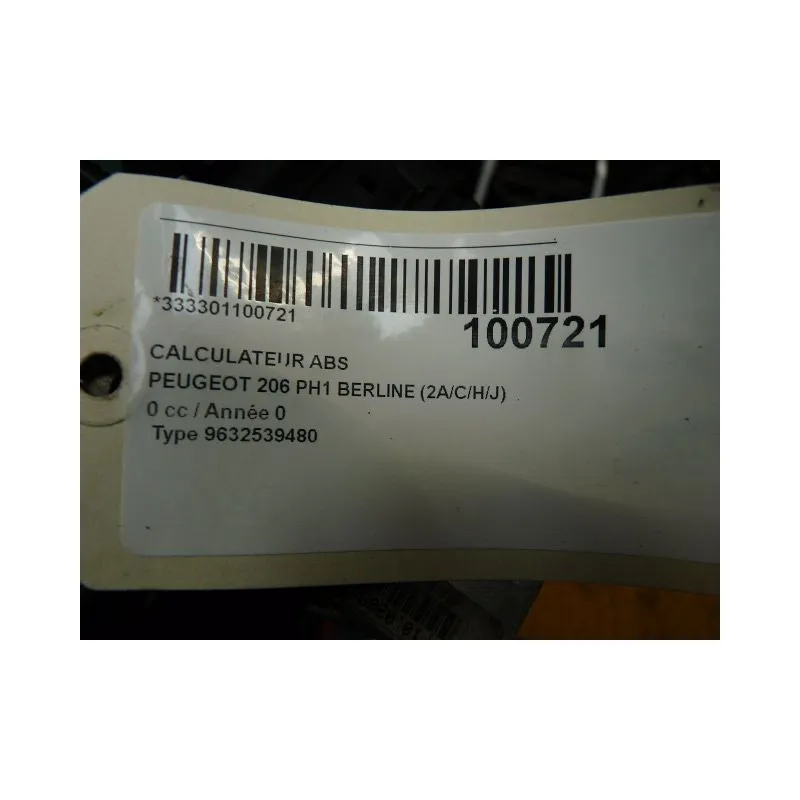 *333301100721
100721
CALCULATEUR ABS
PEUGEOT 206 PH1 BERLINE (2A/C/H/J)
0 cc / Année 0
Type 9632539480